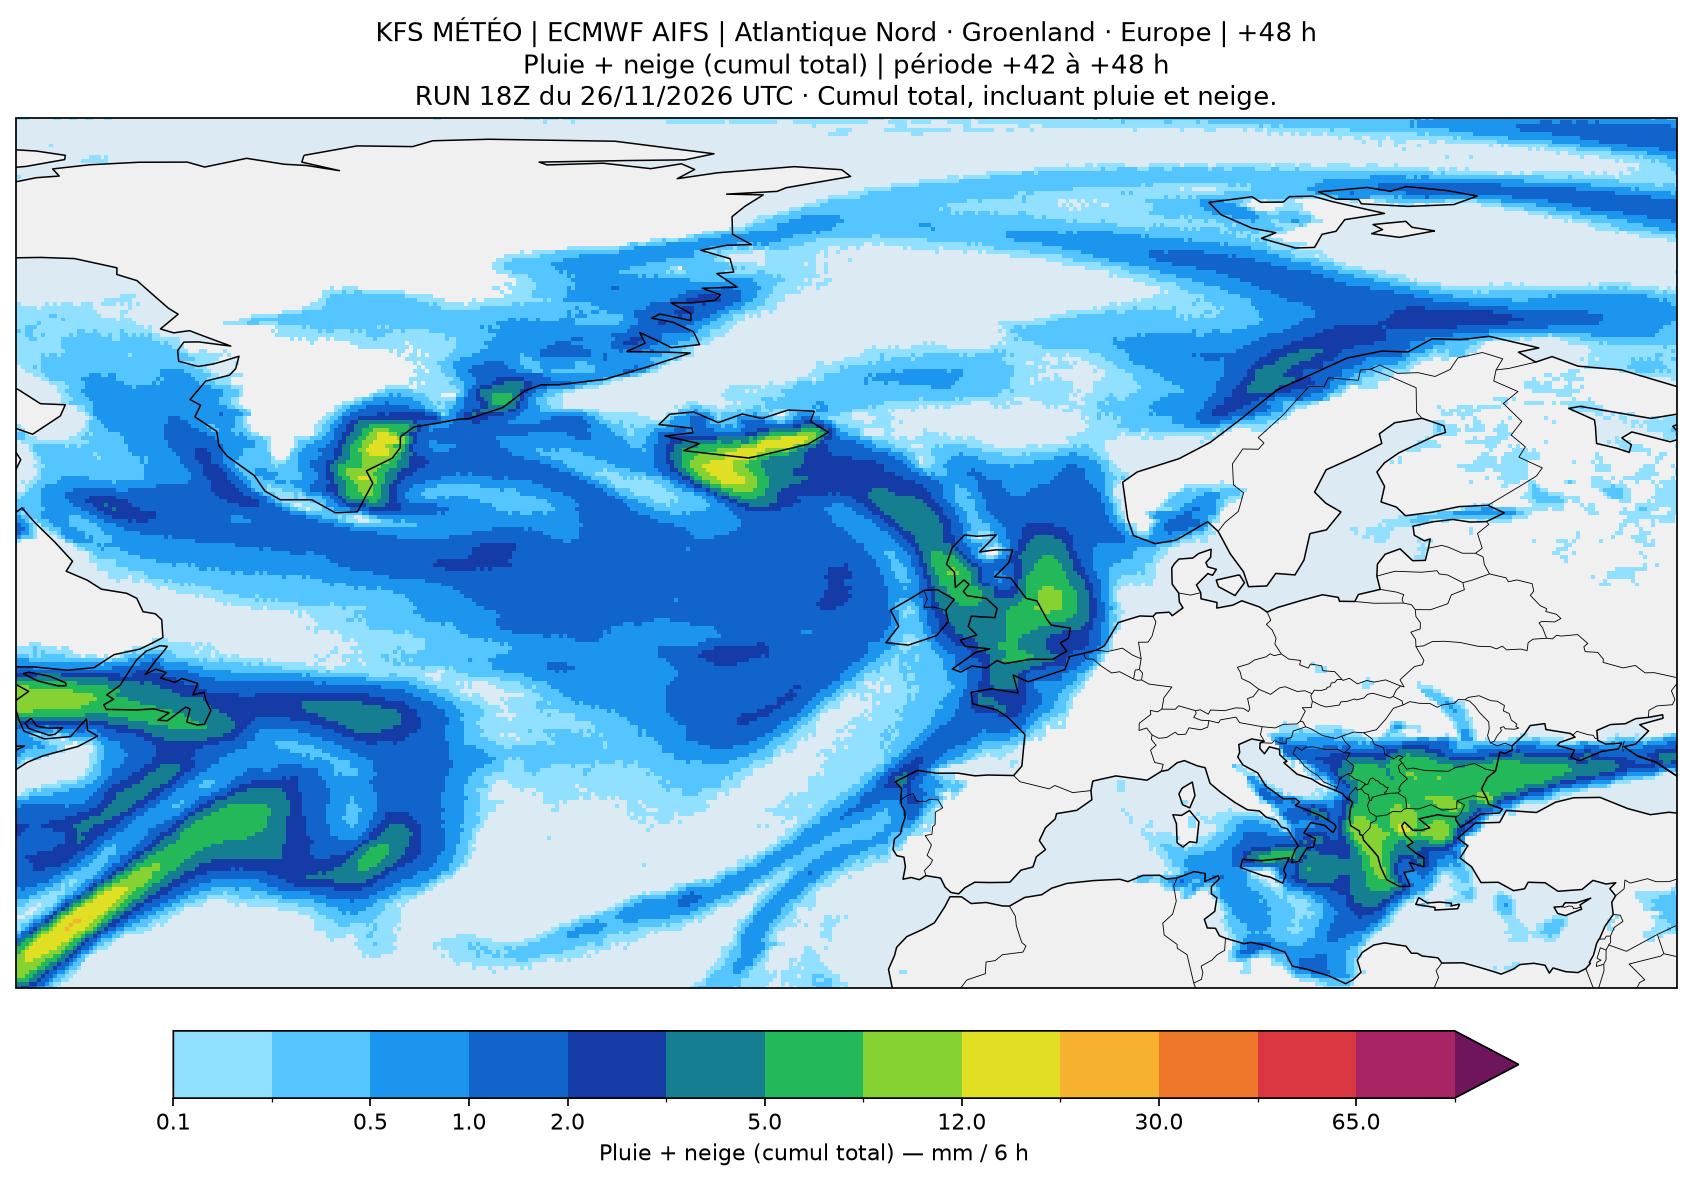 KFS MÉTÉO | ECMWF AIFS | Atlantique Nord · Groenland · Europe | +48 h
Pluie + neige (cumul total) | période +42 à +48 h
RUN 18Z du 26/11/2026 UTC · Cumul total, incluant pluie et neige.
0.1 0.5 1.0 2.0 5.0 12.0 30.0 65.0
Pluie + neige (cumul total) — mm / 6 h